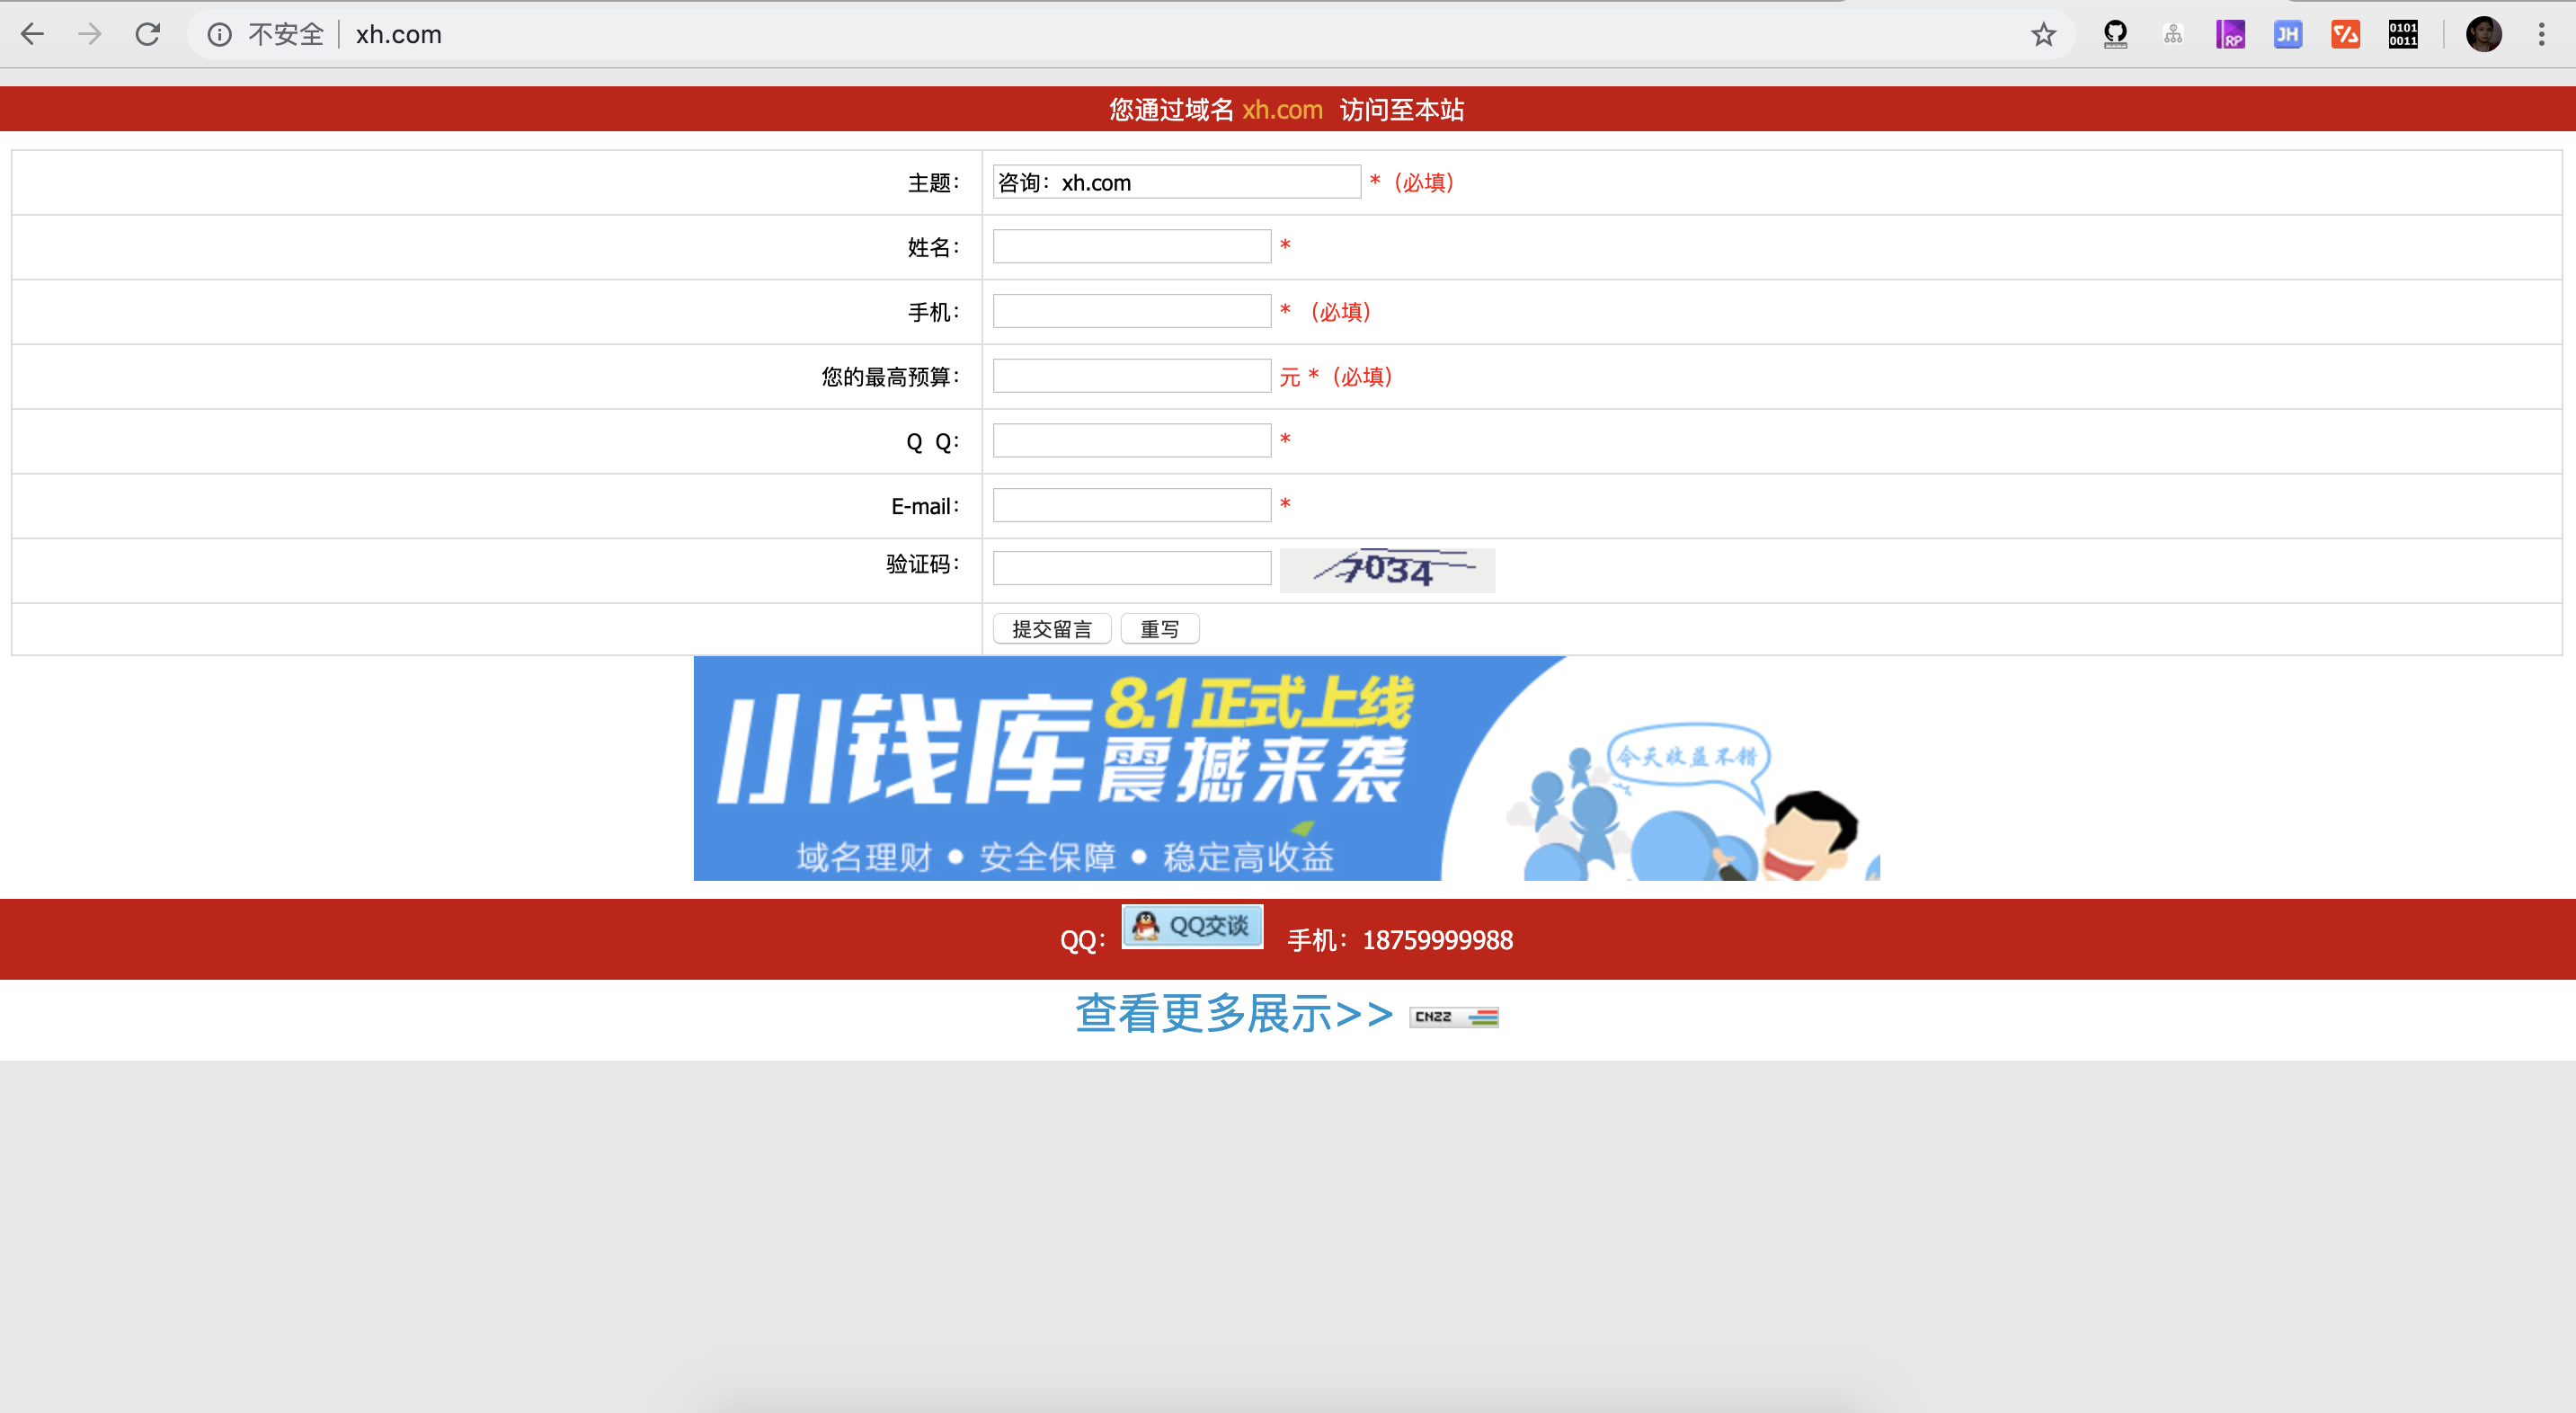 不安全 xh.com
RP
JH
0101
0011
您通过域名 xh.com 访问至本站
主题: 咨询: xh.com *（必填）
姓名: *
手机: * （必填）
您的最高预算: 元 *（必填）
Q Q: *
E-mail: *
验证码: 7034
提交留言 重写
小钱库 8.1正式上线
震撼来袭
今天收益不错
域名理财 ● 安全保障 ● 稳定高收益
QQ: QQ交谈 手机: 18759999988
查看更多展示>> CNZZ